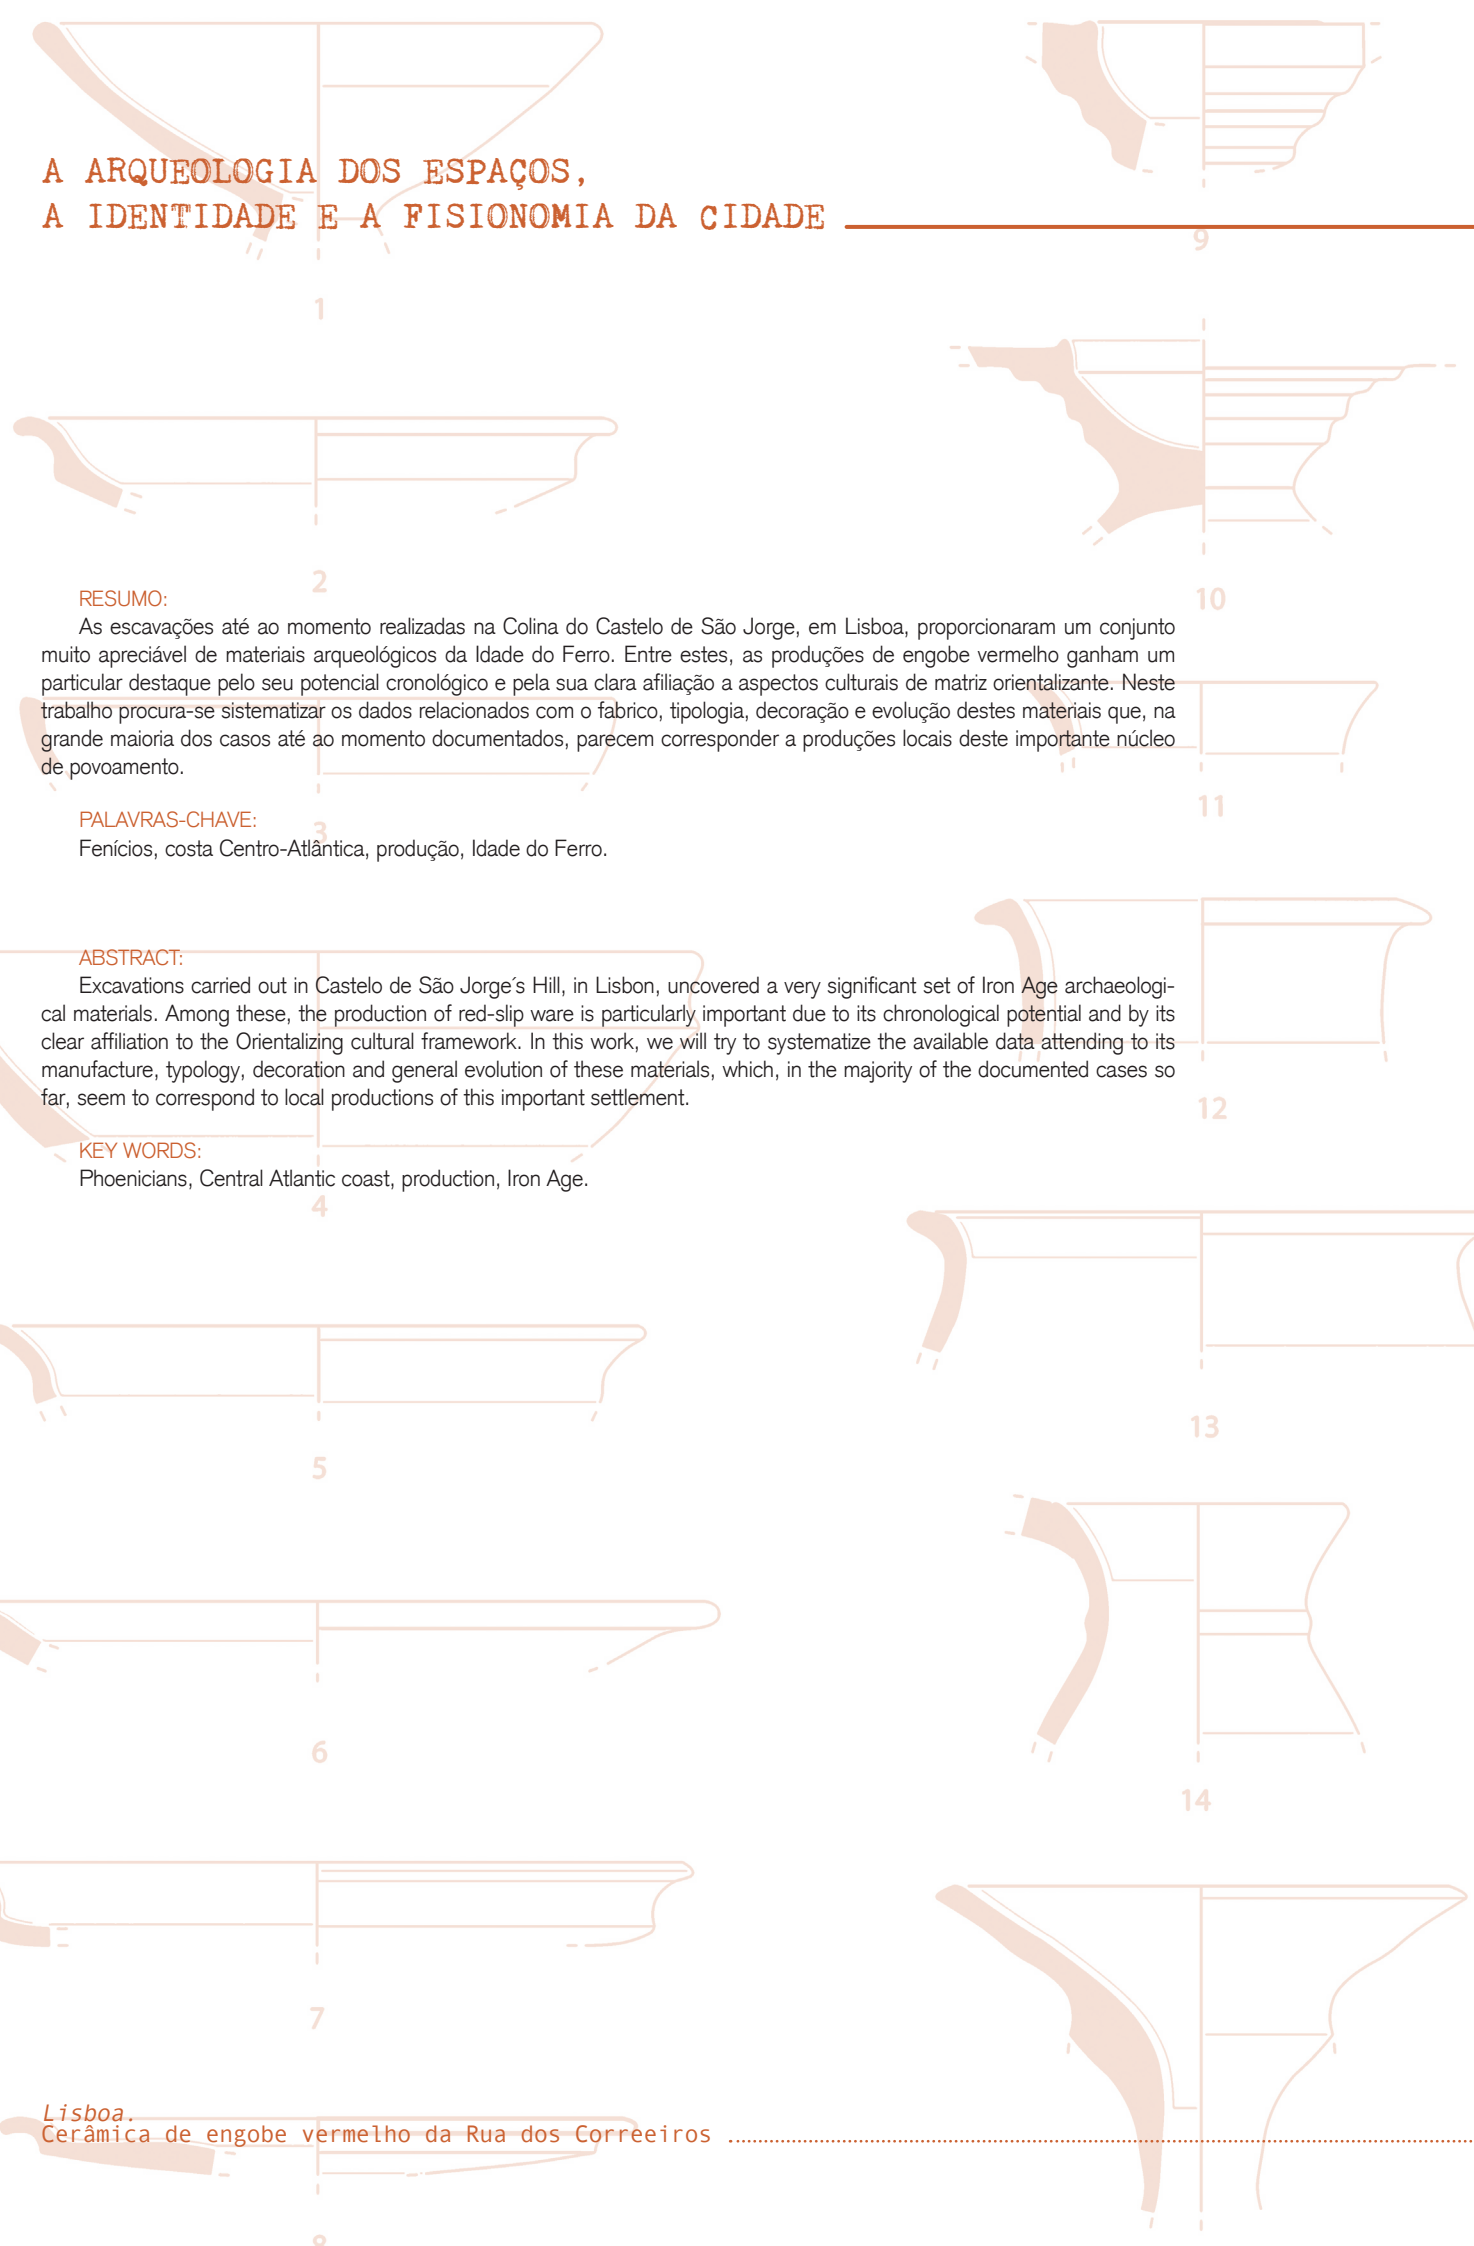 A ARQUEOLOGIA DOS ESPAÇOS,
A IDENTIDADE E A FISIONOMIA DA CIDADE
9
1
2
10
RESUMO:
As escavações até ao momento realizadas na Colina do Castelo de São Jorge, em Lisboa, proporcionaram um conjunto
muito apreciável de materiais arqueológicos da Idade do Ferro. Entre estes, as produções de engobe vermelho ganham um
particular destaque pelo seu potencial cronológico e pela sua clara afiliação a aspectos culturais de matriz orientalizante. Neste
trabalho procura-se sistematizar os dados relacionados com o fabrico, tipologia, decoração e evolução destes materiais que, na
grande maioria dos casos até ao momento documentados, parecem corresponder a produções locais deste importante núcleo
de povoamento.
11
PALAVRAS-CHAVE:
3
Fenícios, costa Centro-Atlântica, produção, Idade do Ferro.
ABSTRACT:
Excavations carried out in Castelo de São Jorge´s Hill, in Lisbon, uncovered a very significant set of Iron Age archaeologi-
cal materials. Among these, the production of red-slip ware is particularly important due to its chronological potential and by its
clear affiliation to the Orientalizing cultural framework. In this work, we will try to systematize the available data attending to its
manufacture, typology, decoration and general evolution of these materials, which, in the majority of the documented cases so
far, seem to correspond to local productions of this important settlement.
12
KEY WORDS:
Phoenicians, Central Atlantic coast, production, Iron Age.
4
13
5
6
14
7
Lisboa.
Cerâmica de engobe vermelho da Rua dos Correeiros
8